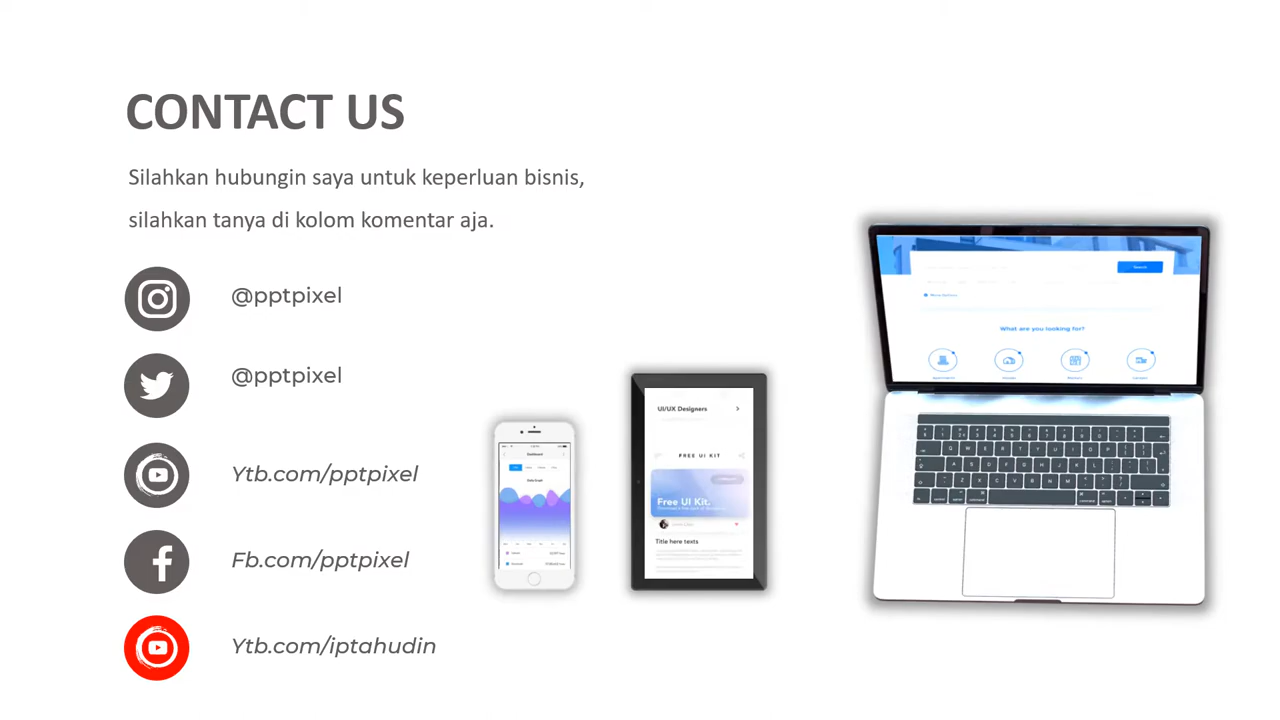 CONTACT US
Silahkan hubungin saya untuk keperluan bisnis,
silahkan tanya di kolom komentar aja.
@pptpixel
@pptpixel
Ytb.com/pptpixel
Fb.com/pptpixel
Ytb.com/iptahudin
Dashboard
UI/UX Designers
FREE UI KIT
Free UI Kit.
Title here texts
What are you looking for?